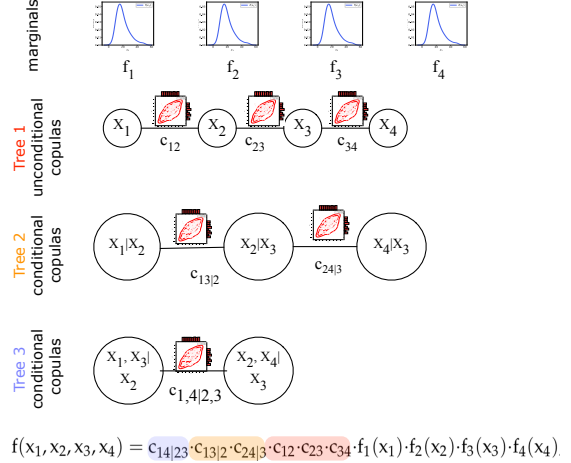 marginals
f₁ f₂ f₃ f₄
Tree 1
unconditional
copulas
X₁ X₂ X₃ X₄
c₁₂ c₂₃ c₃₄
Tree 2
conditional
copulas
X₁|X₂ X₂|X₃ X₄|X₃
c₁₃|₂ c₂₄|₃
Tree 3
conditional
copulas
X₁, X₃| X₂, X₄|
X₂ X₃
c₁,₄|₂,₃
f(x₁, x₂, x₃, x₄) = c₁₄|₂₃·c₁₃|₂·c₂₄|₃·c₁₂·c₂₃·c₃₄·f₁(x₁)·f₂(x₂)·f₃(x₃)·f₄(x₄)